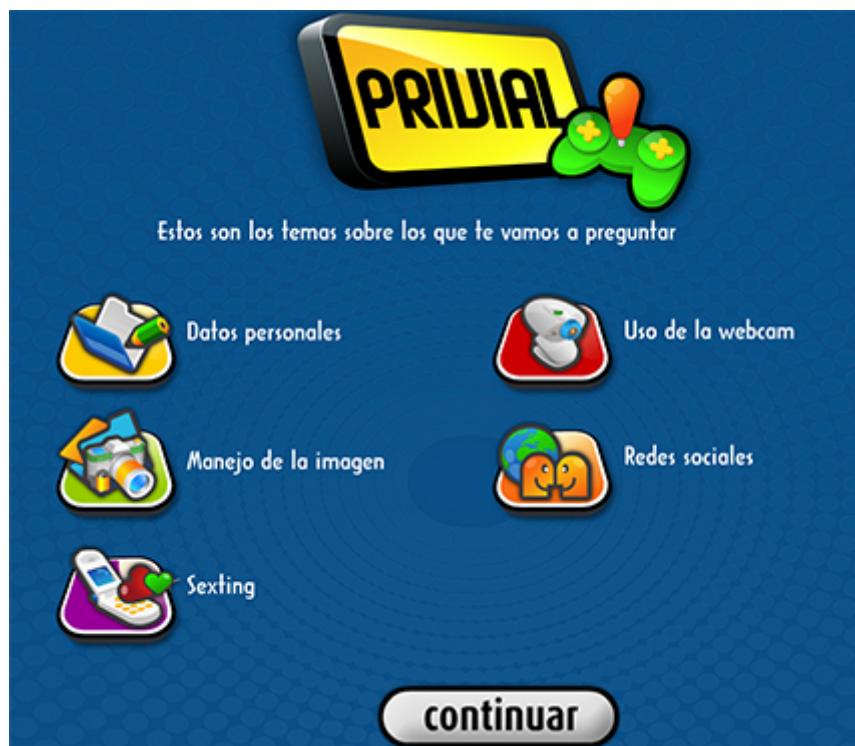 PRIVIAL
Estos son los temas sobre los que te vamos a preguntar
Datos personales
Uso de la webcam
Manejo de la imagen
Redes sociales
Sexting
continuar